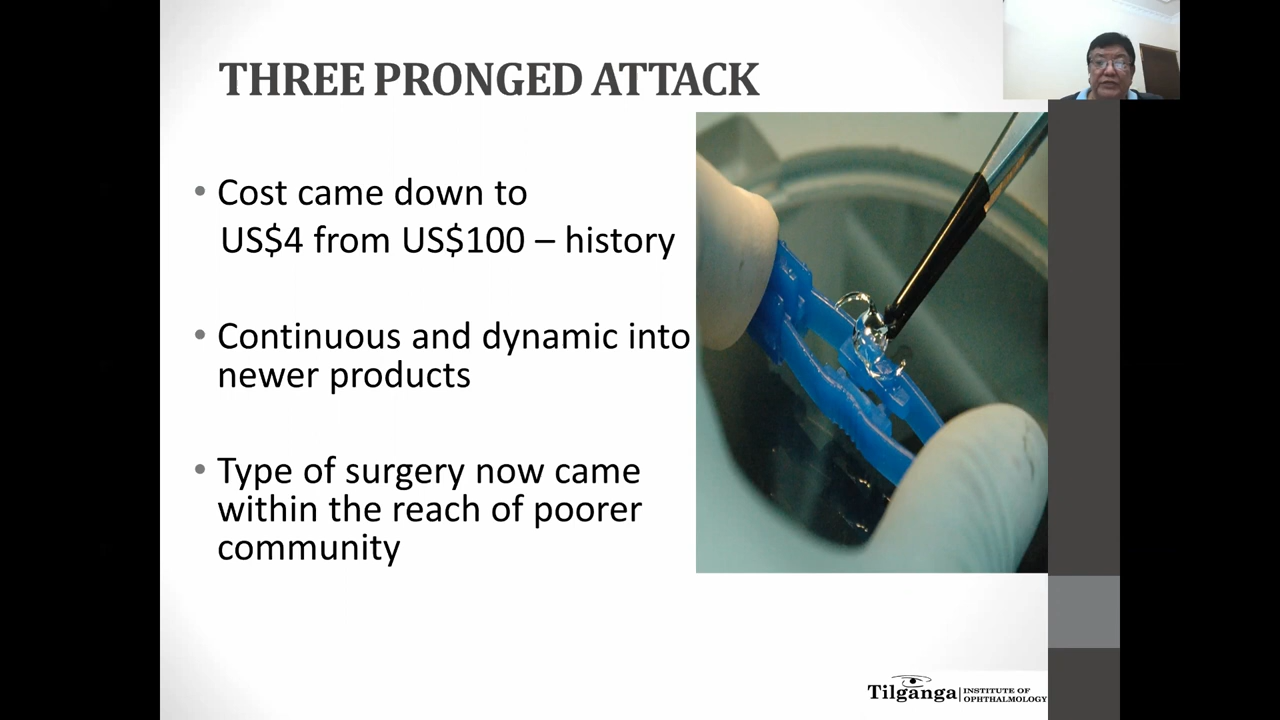 THREE PRONGED ATTACK
• Cost came down to
US$4 from US$100 – history
• Continuous and dynamic into
newer products
• Type of surgery now came
within the reach of poorer
community
Tilganga | INSTITUTE OF
OPHTHALMOLOGY